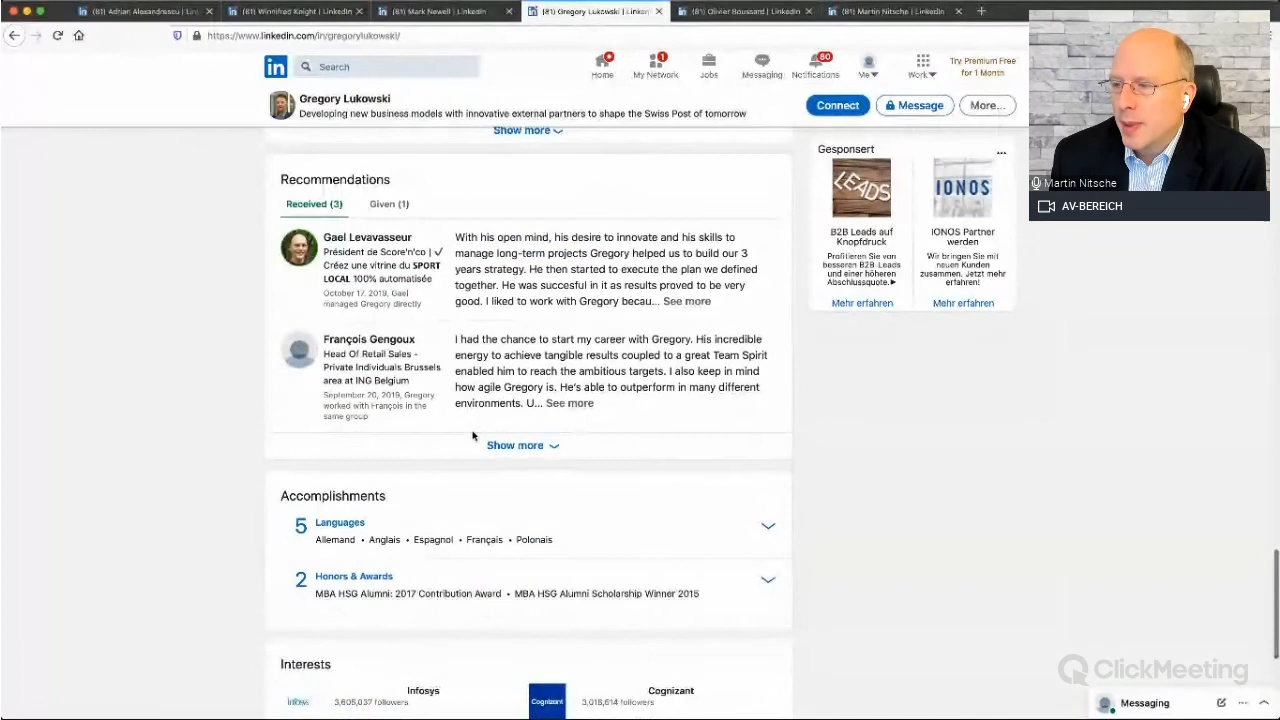 (81) Adrian Alexandrescu | Lin
(81) Winnifred Knight | LinkedIn
(81) Mark Newell | LinkedIn
(81) Gregory Lukowski | Linken
(81) Olivier Boussard | LinkedIn
(81) Martin Nitsche | LinkedIn
https://www.linkedin.com/in/gregorylukowski/
in
Search
Home
1
My Network
Jobs
Messaging
80
Notifications
Me
Work
Try Premium Free
for 1 Month
Gregory Lukowski
Developing new business models with innovative external partners to shape the Swiss Post of tomorrow
Connect
Message
More...
Show more
Recommendations
Received (3)
Given (1)
Gael Levavasseur
Président de Score'n'co | ✓
Créez une vitrine du SPORT
LOCAL 100% automatisée
October 17, 2019, Gael
managed Gregory directly
With his open mind, his desire to innovate and his skills to
manage long-term projects Gregory helped us to build our 3
years strategy. He then started to execute the plan we defined
together. He was succesful in it as results proved to be very
good. I liked to work with Gregory becau... See more
François Gengoux
Head Of Retail Sales -
Private Individuals Brussels
area at ING Belgium
September 20, 2019, Gregory
worked with François in the
same group
I had the chance to start my career with Gregory. His incredible
energy to achieve tangible results coupled to a great Team Spirit
enabled him to reach the ambitious targets. I also keep in mind
how agile Gregory is. He's able to outperform in many different
environments. U... See more
Show more
Accomplishments
5 Languages
Allemand • Anglais • Espagnol • Français • Polonais
2 Honors & Awards
MBA HSG Alumni: 2017 Contribution Award • MBA HSG Alumni Scholarship Winner 2015
Interests
Infosys
Infosys
3,605,037 followers
Cognizant
Cognizant
3,016,614 followers
Gesponsert
...
LEADS
B2B Leads auf
Knopfdruck
Profitieren Sie von
besseren B2B-Leads
und einer höheren
Abschlussquote.►
Mehr erfahren
IONOS
IONOS Partner
werden
Wir bringen Sie mit
neuen Kunden
zusammen. Jetzt mehr
erfahren!
Mehr erfahren
Martin Nitsche
AV-BEREICH
ClickMeeting
Messaging